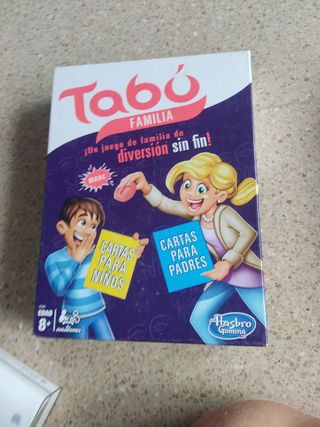 Tabú
FAMILIA
¡Un juego de familia de
diversión sin fin!
CARTAS
PARA
NIÑOS
CARTAS
PARA
PADRES
EDAD
8+
JUGADORES
Hasbro
Gaming